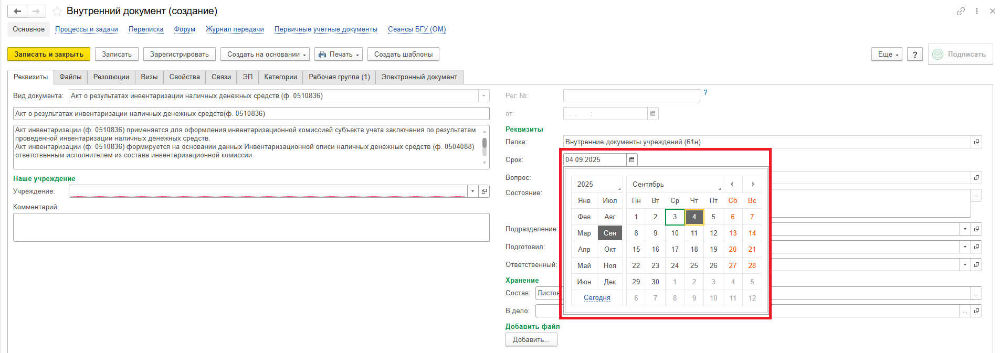 Внутренний документ (создание)
Основное Процессы и задачи Переписка Форум Журнал передачи Первичные учетные документы Сеансы БГУ (ОМ)
Записать и закрыть Записать Зарегистрировать Создать на основании Печать Создать шаблоны Еще ? Подписать
Реквизиты Файлы Резолюции Визы Свойства Связи ЭП Категории Рабочая группа (1) Электронный документ
Вид документа: Акт о результатах инвентаризации наличных денежных средств (ф. 0510836)
Акт о результатах инвентаризации наличных денежных средств(ф. 0510836)
Акт инвентаризации (ф. 0510836) применяется для оформления инвентаризационной комиссией субъекта учета заключения по результатам
проведенной инвентаризации наличных денежных средств.
Акт инвентаризации (ф. 0510836) формируется на основании данных Инвентаризационной описи наличных денежных средств (ф. 0504088)
ответственным исполнителем из состава инвентаризационной комиссии.
Наше учреждение
Учреждение:
Комментарий:
Рег. №: ?
от: . . :
Реквизиты
Папка: Внутренние документы учреждений (61н)
Срок: 04.09.2025
Вопрос:
Состояние: ...
Подразделение:
Подготовил:
Ответственный:
Хранение
Состав: Листов ...
В дело: ...
Добавить файл
Добавить...
2025 Сентябрь
Янв Июл Пн Вт Ср Чт Пт Сб Вс
Фев Авг 1 2 3 4 5 6 7
Мар Сен 8 9 10 11 12 13 14
Апр Окт 15 16 17 18 19 20 21
Май Ноя 22 23 24 25 26 27 28
Июн Дек 29 30 1 2 3 4 5
Сегодня 6 7 8 9 10 11 12